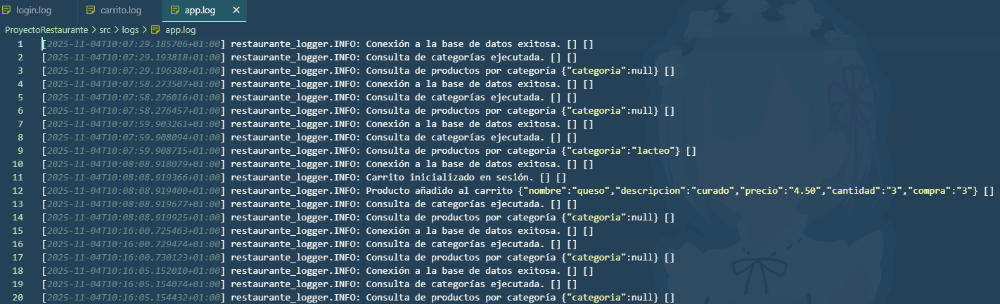 login.log carrito.log app.log ×
ProyectoRestaurante > src > logs > app.log
1 [2025-11-04T10:07:29.185706+01:00] restaurante_logger.INFO: Conexión a la base de datos exitosa. [] []
2 [2025-11-04T10:07:29.193818+01:00] restaurante_logger.INFO: Consulta de categorías ejecutada. [] []
3 [2025-11-04T10:07:29.196388+01:00] restaurante_logger.INFO: Consulta de productos por categoría {"categoria":null} []
4 [2025-11-04T10:07:58.273507+01:00] restaurante_logger.INFO: Conexión a la base de datos exitosa. [] []
5 [2025-11-04T10:07:58.276016+01:00] restaurante_logger.INFO: Consulta de categorías ejecutada. [] []
6 [2025-11-04T10:07:58.276457+01:00] restaurante_logger.INFO: Consulta de productos por categoría {"categoria":null} []
7 [2025-11-04T10:07:59.903261+01:00] restaurante_logger.INFO: Conexión a la base de datos exitosa. [] []
8 [2025-11-04T10:07:59.908094+01:00] restaurante_logger.INFO: Consulta de categorías ejecutada. [] []
9 [2025-11-04T10:07:59.908715+01:00] restaurante_logger.INFO: Consulta de productos por categoría {"categoria":"lacteo"} []
10 [2025-11-04T10:08:08.918079+01:00] restaurante_logger.INFO: Conexión a la base de datos exitosa. [] []
11 [2025-11-04T10:08:08.919366+01:00] restaurante_logger.INFO: Carrito inicializado en sesión. [] []
12 [2025-11-04T10:08:08.919400+01:00] restaurante_logger.INFO: Producto añadido al carrito {"nombre":"queso","descripcion":"curado","precio":"4.50","cantidad":"3","compra":"3"} []
13 [2025-11-04T10:08:08.919677+01:00] restaurante_logger.INFO: Consulta de categorías ejecutada. [] []
14 [2025-11-04T10:08:08.919925+01:00] restaurante_logger.INFO: Consulta de productos por categoría {"categoria":null} []
15 [2025-11-04T10:16:00.725463+01:00] restaurante_logger.INFO: Conexión a la base de datos exitosa. [] []
16 [2025-11-04T10:16:00.729474+01:00] restaurante_logger.INFO: Consulta de categorías ejecutada. [] []
17 [2025-11-04T10:16:00.730123+01:00] restaurante_logger.INFO: Consulta de productos por categoría {"categoria":null} []
18 [2025-11-04T10:16:05.152010+01:00] restaurante_logger.INFO: Conexión a la base de datos exitosa. [] []
19 [2025-11-04T10:16:05.154074+01:00] restaurante_logger.INFO: Consulta de categorías ejecutada. [] []
20 [2025-11-04T10:16:05.154432+01:00] restaurante_logger.INFO: Consulta de productos por categoría {"categoria":null} []